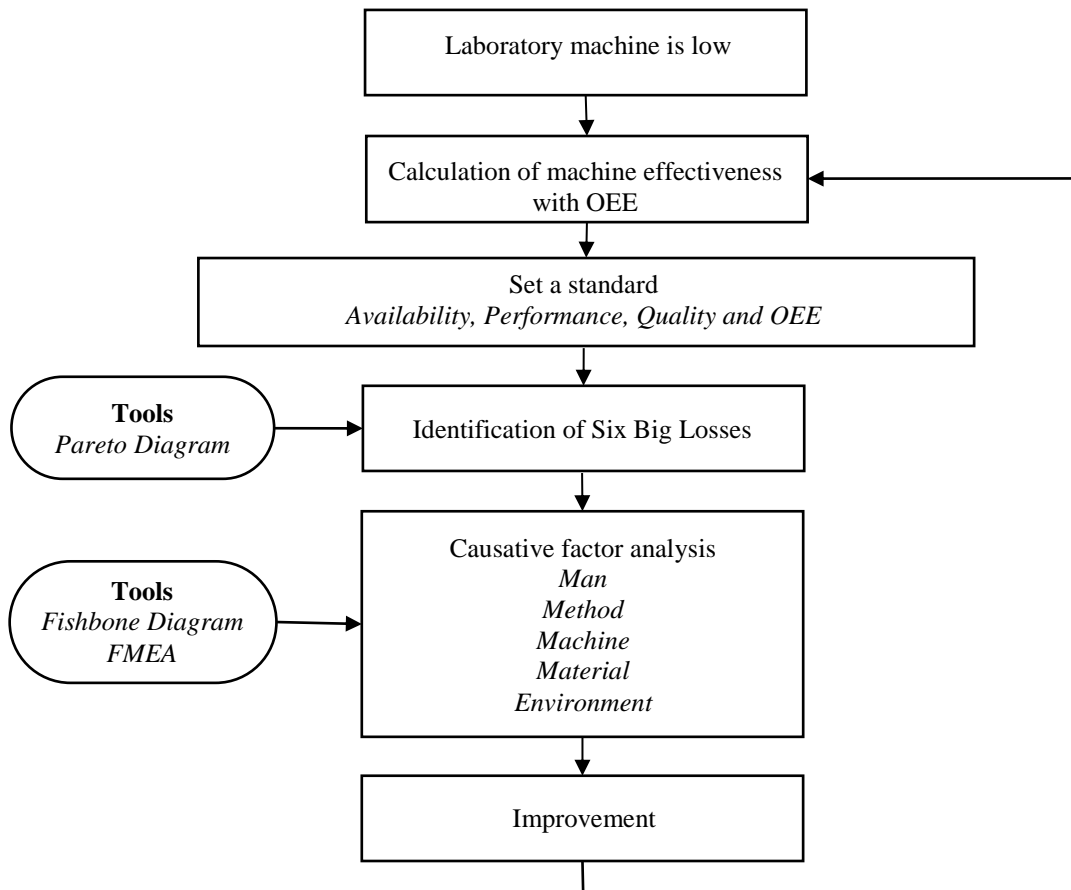 Laboratory machine is low
Calculation of machine effectiveness
with OEE
Set a standard
Availability, Performance, Quality and OEE
Tools
Pareto Diagram
Identification of Six Big Losses
Tools
Fishbone Diagram
FMEA
Causative factor analysis
Man
Method
Machine
Material
Environment
Improvement